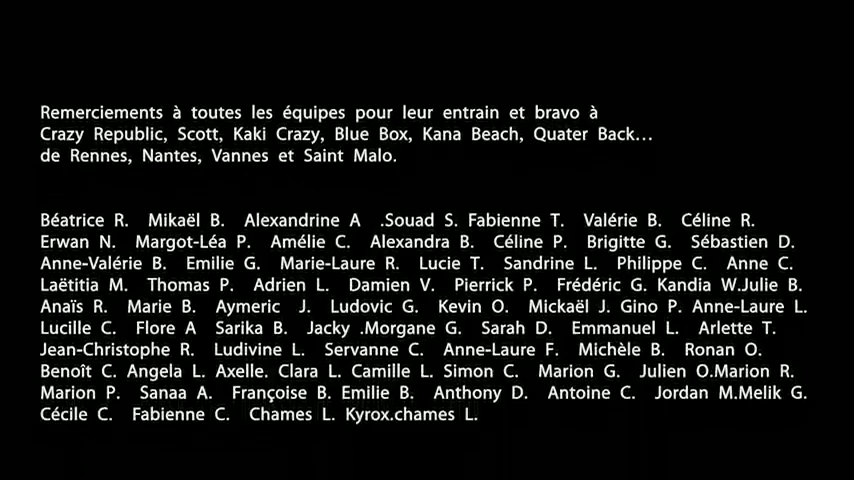 Remerciements à toutes les équipes pour leur entrain et bravo à
Crazy Republic, Scott, Kaki Crazy, Blue Box, Kana Beach, Quater Back...
de Rennes, Nantes, Vannes et Saint Malo.
Béatrice R. Mikaël B. Alexandrine A .Souad S. Fabienne T. Valérie B. Céline R.
Erwan N. Margot-Léa P. Amélie C. Alexandra B. Céline P. Brigitte G. Sébastien D.
Anne-Valérie B. Emilie G. Marie-Laure R. Lucie T. Sandrine L. Philippe C. Anne C.
Laëtitia M. Thomas P. Adrien L. Damien V. Pierrick P. Frédéric G. Kandia W.Julie B.
Anaïs R. Marie B. Aymeric J. Ludovic G. Kevin O. Mickaël J. Gino P. Anne-Laure L.
Lucille C. Flore A Sarika B. Jacky .Morgane G. Sarah D. Emmanuel L. Arlette T.
Jean-Christophe R. Ludivine L. Servanne C. Anne-Laure F. Michèle B. Ronan O.
Benoît C. Angela L. Axelle. Clara L. Camille L. Simon C. Marion G. Julien O.Marion R.
Marion P. Sanaa A. Françoise B. Emilie B. Anthony D. Antoine C. Jordan M.Melik G.
Cécile C. Fabienne C. Chames L. Kyrox.chames L.